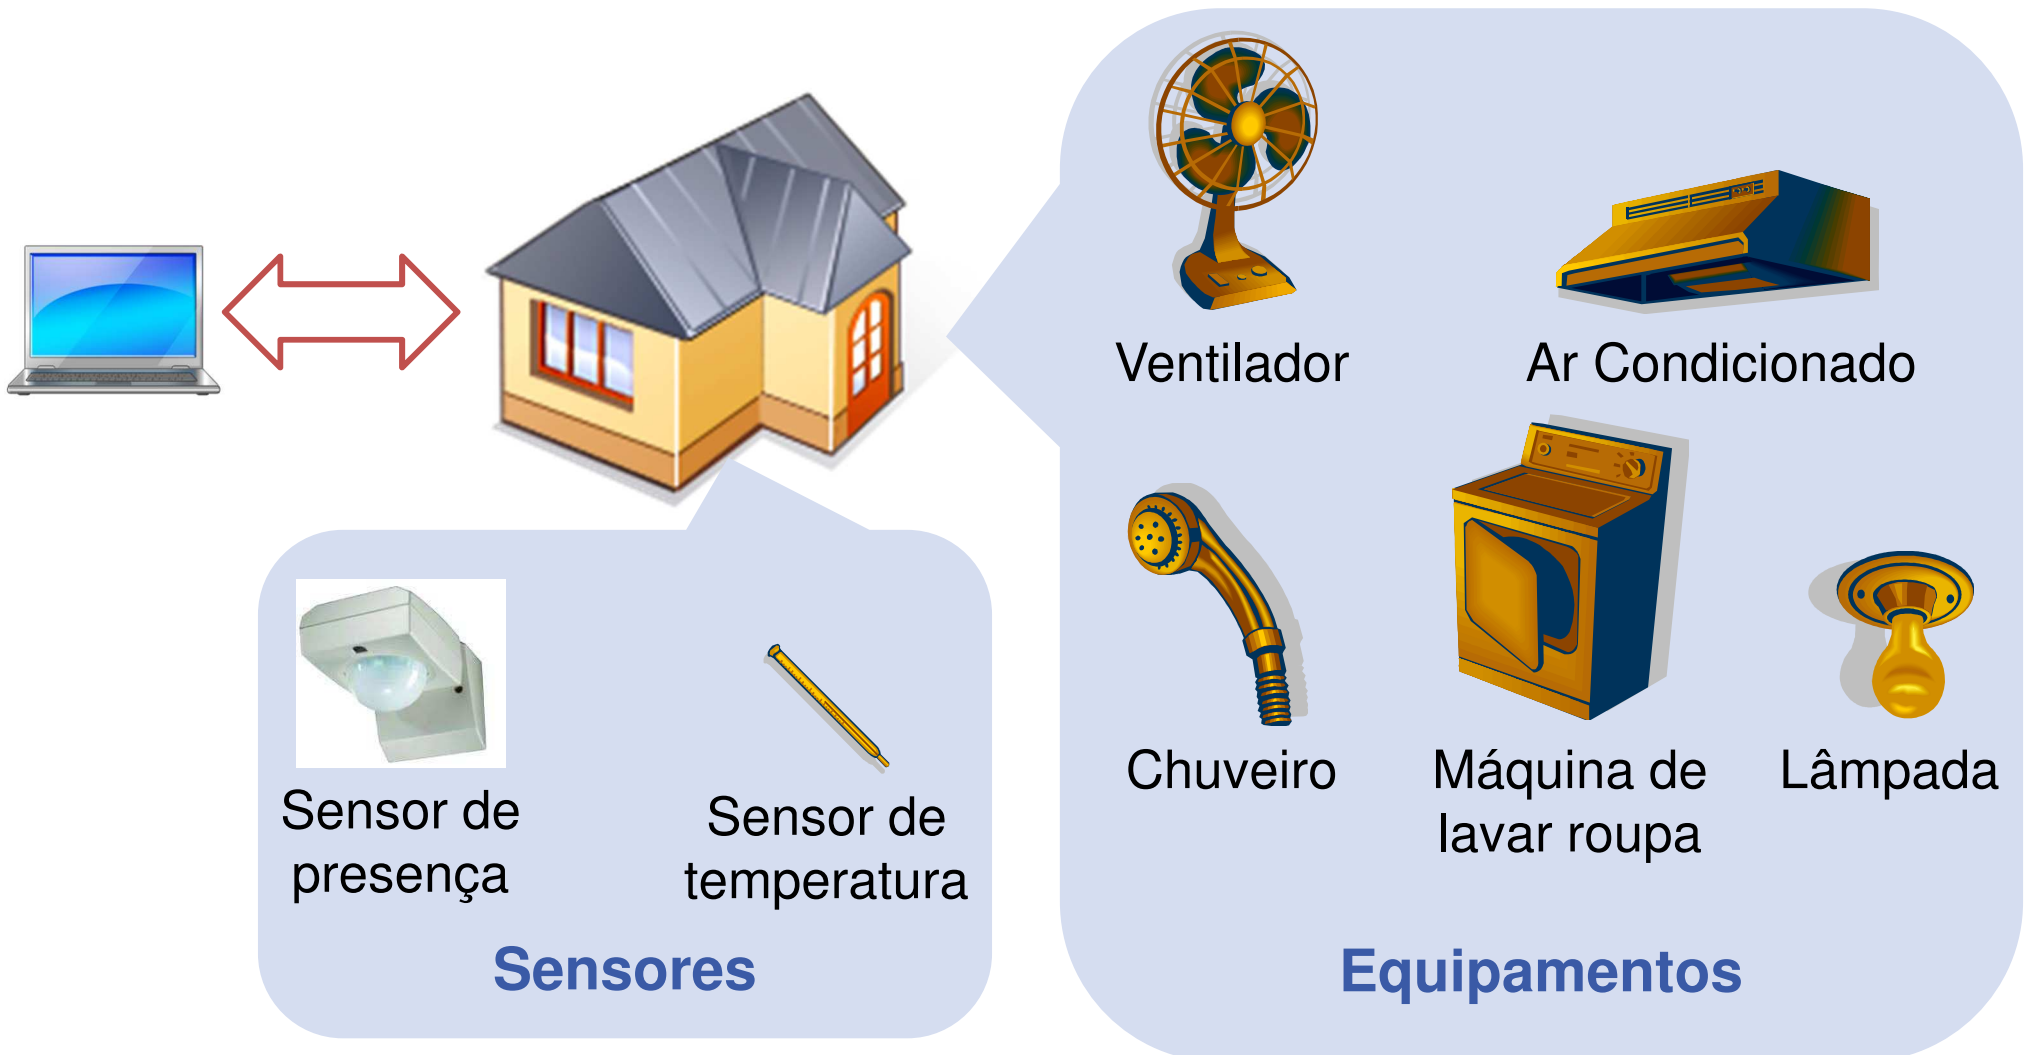 Ventilador
Ar Condicionado
Chuveiro
Máquina de
lavar roupa
Lâmpada
Equipamentos
Sensor de
presença
Sensor de
temperatura
Sensores